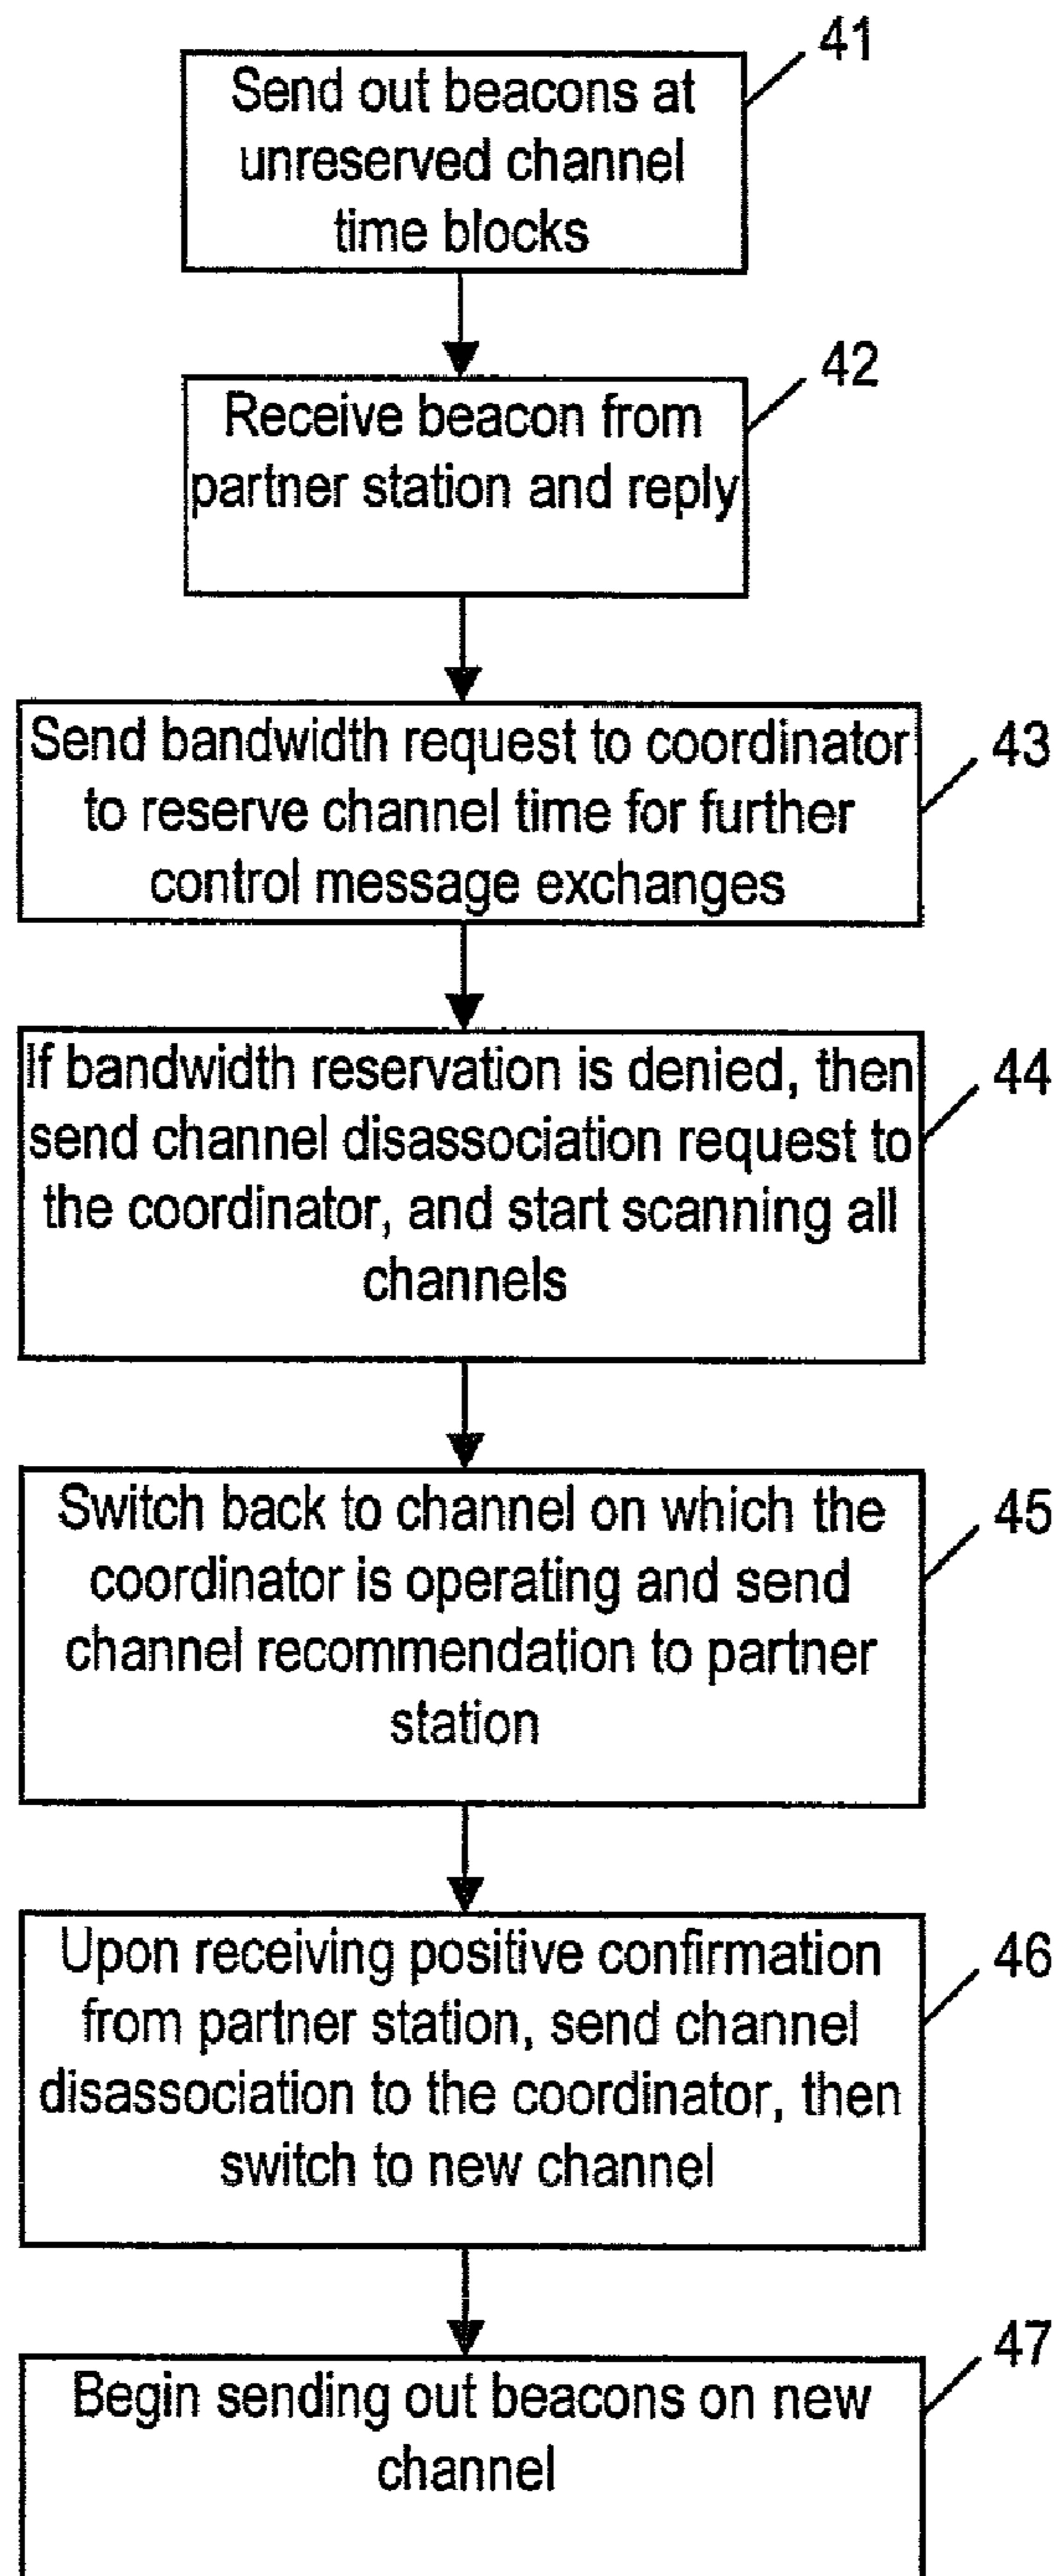 41
Send out beacons at
unreserved channel
time blocks
42
Receive beacon from
partner station and reply
43
Send bandwidth request to coordinator
to reserve channel time for further
control message exchanges
44
If bandwidth reservation is denied, then
send channel disassociation request to
the coordinator, and start scanning all
channels
45
Switch back to channel on which the
coordinator is operating and send
channel recommendation to partner
station
46
Upon receiving positive confirmation
from partner station, send channel
disassociation to the coordinator, then
switch to new channel
47
Begin sending out beacons on new
channel